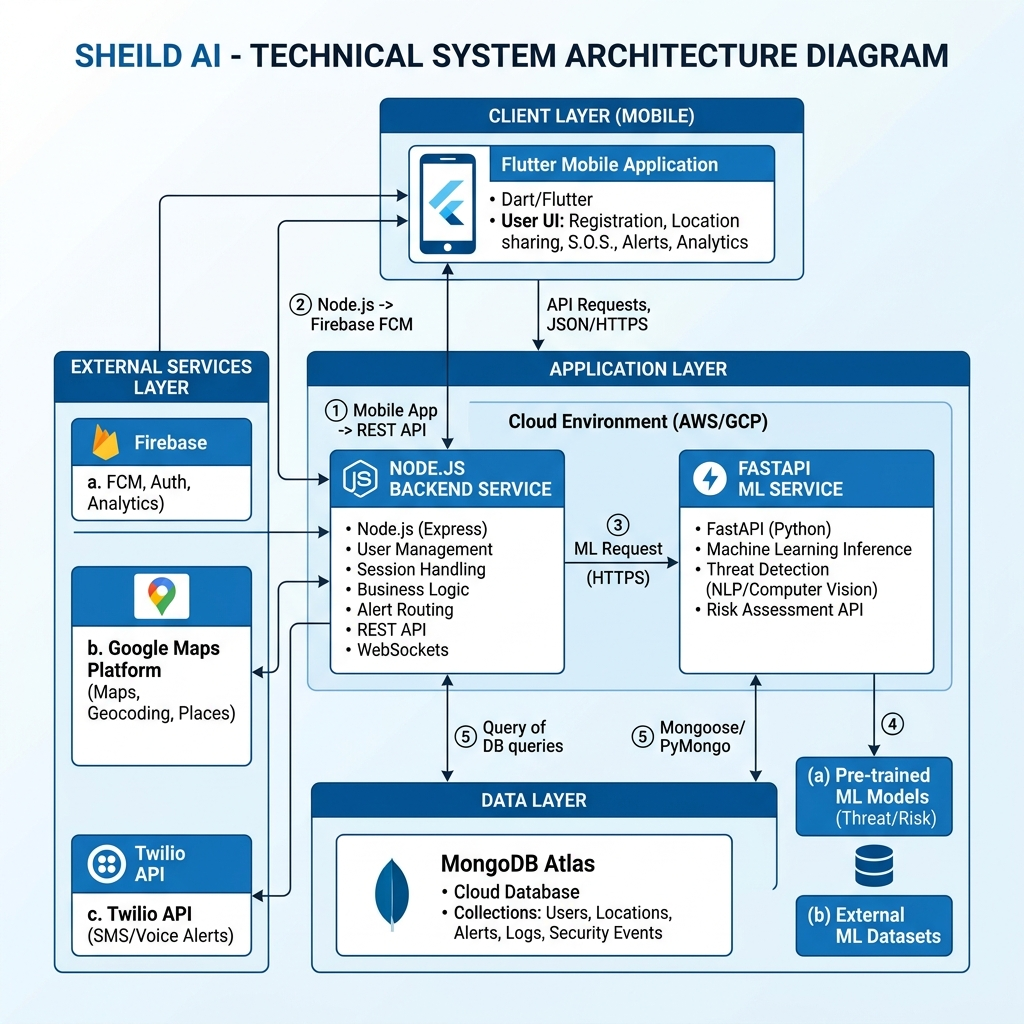 SHEILD AI - TECHNICAL SYSTEM ARCHITECTURE DIAGRAM
CLIENT LAYER (MOBILE)
Flutter Mobile Application
• Dart/Flutter
• User UI: Registration, Location
sharing, S.O.S., Alerts, Analytics
② Node.js ->
Firebase FCM
API Requests,
JSON/HTTPS
EXTERNAL SERVICES
LAYER
Firebase
a. FCM, Auth,
Analytics)
b. Google Maps
Platform
(Maps,
Geocoding, Places)
Twilio
API
c. Twilio API
(SMS/Voice Alerts)
APPLICATION LAYER
① Mobile App
-> REST API
Cloud Environment (AWS/GCP)
JS
NODE.JS
BACKEND SERVICE
• Node.js (Express)
• User Management
• Session Handling
• Business Logic
• Alert Routing
• REST API
• WebSockets
③
ML Request
(HTTPS)
FASTAPI
ML SERVICE
• FastAPI (Python)
• Machine Learning Inference
• Threat Detection
(NLP/Computer Vision)
• Risk Assessment API
⑤ Query of
DB queries
⑤ Mongoose/
PyMongo
④
DATA LAYER
MongoDB Atlas
• Cloud Database
• Collections: Users, Locations,
Alerts, Logs, Security Events
(a) Pre-trained
ML Models
(Threat/Risk)
(b) External
ML Datasets